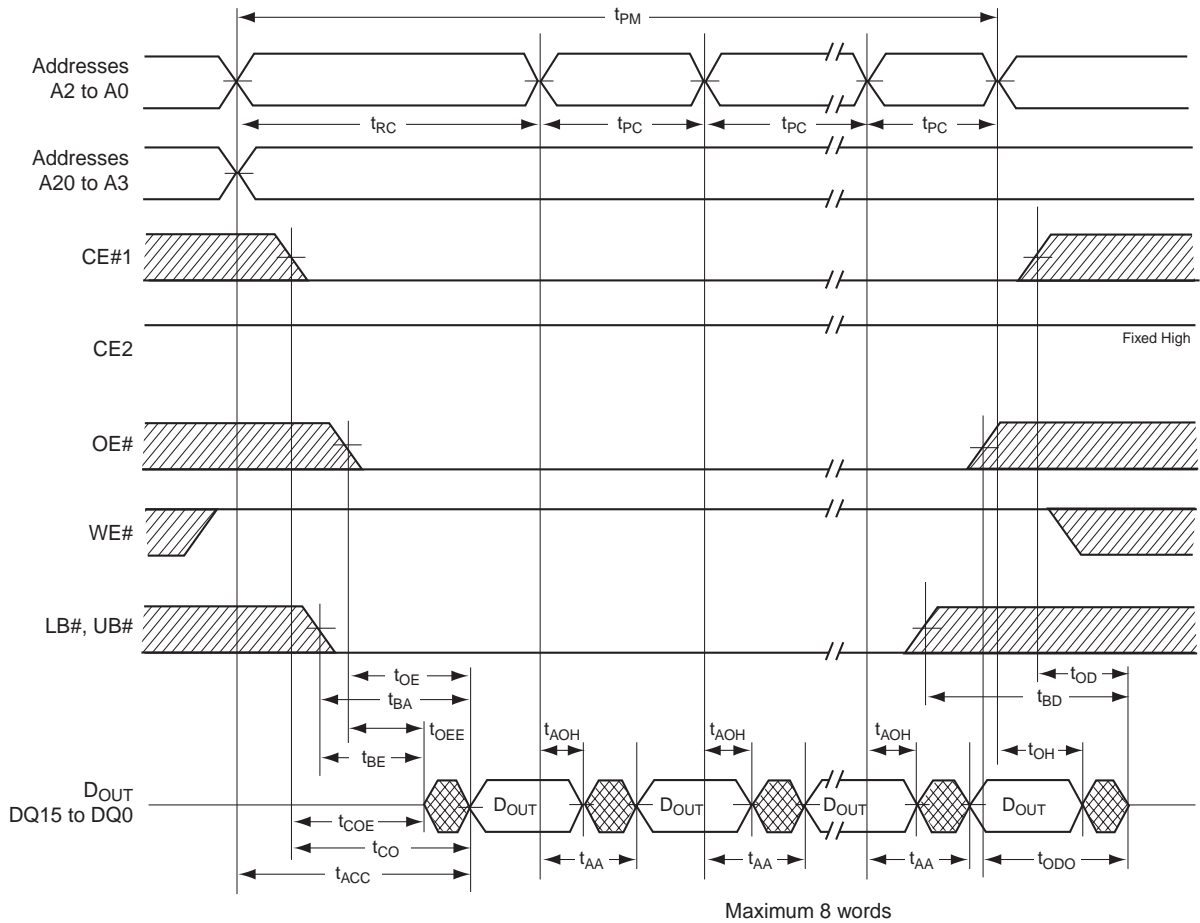 tPM
Addresses
A2 to A0
tRC
tPC
tPC
tPC
Addresses
A20 to A3
CE#1
CE2
Fixed High
OE#
WE#
LB#, UB#
tOE
tOD
tBA
tBD
tOEE
tAOH
tAOH
tAOH
tBE
tOH
DOUT
DQ15 to DQ0
DOUT
DOUT
DOUT
DOUT
tCOE
tCO
tAA
tAA
tAA
tODO
tACC
Maximum 8 words